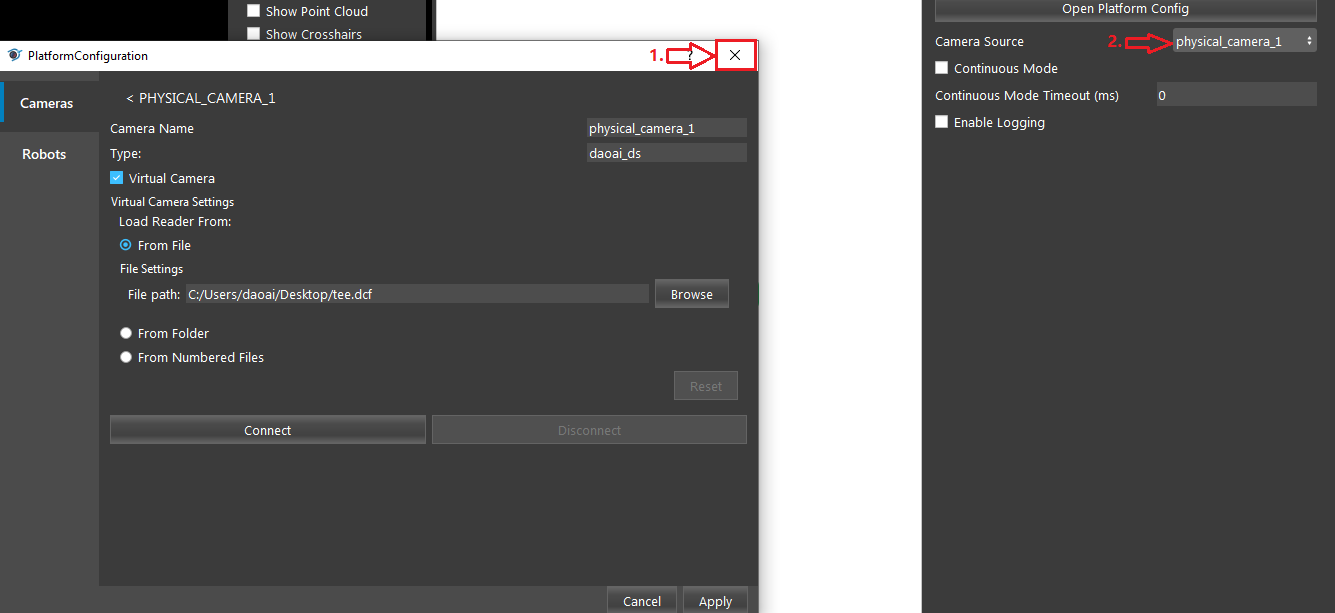 Show Point Cloud
Show Crosshairs
PlatformConfiguration
1.
Cameras
Robots
< PHYSICAL_CAMERA_1
Camera Name physical_camera_1
Type: daoai_ds
Virtual Camera
Virtual Camera Settings
Load Reader From:
From File
File Settings
File path: C:/Users/daoai/Desktop/tee.dcf Browse
From Folder
From Numbered Files
Reset
Connect Disconnect
Cancel Apply
Open Platform Config
Camera Source 2. physical_camera_1
Continuous Mode
Continuous Mode Timeout (ms) 0
Enable Logging